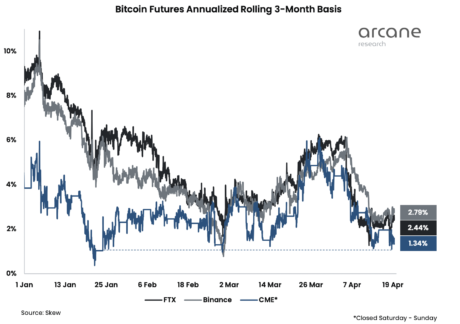 Bitcoin Futures Annualized Rolling 3-Month Basis
arcane
research
10%
8%
6%
4%
2%
0%
2.79%
2.44%
1.34%
1 Jan 13 Jan 25 Jan 6 Feb 18 Feb 2 Mar 14 Mar 26 Mar 7 Apr 19 Apr
FTX Binance CME*
Source: Skew
*Closed Saturday - Sunday